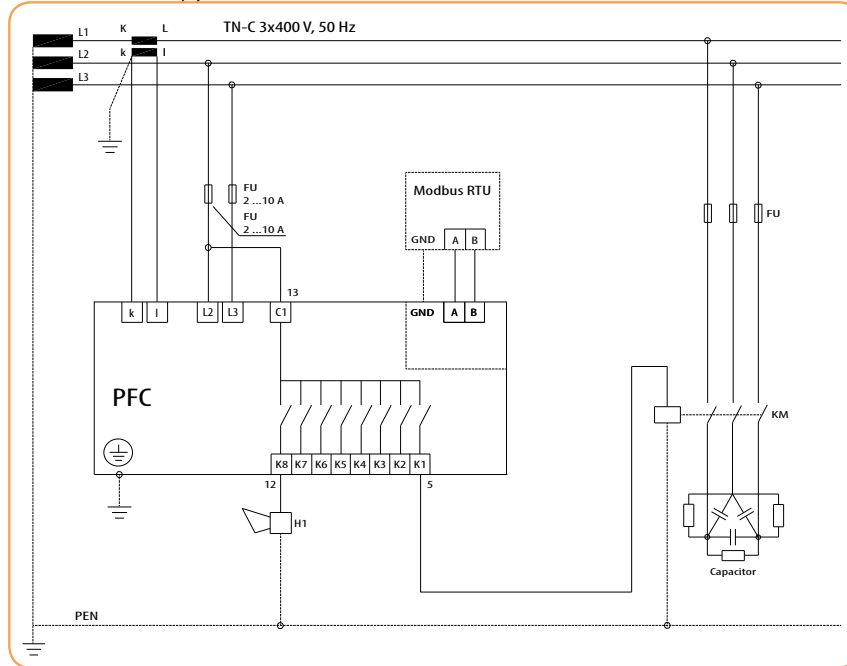 K L TN-C 3x400 V, 50 Hz
L1
k l
L2
L3
FU
2 ...10 A
FU
2 ...10 A
Modbus RTU
GND A B
FU
13
k l L2 L3 C1 GND A B
PFC
KM
K8 K7 K6 K5 K4 K3 K2 K1
12 5
H1
Capacitor
PEN